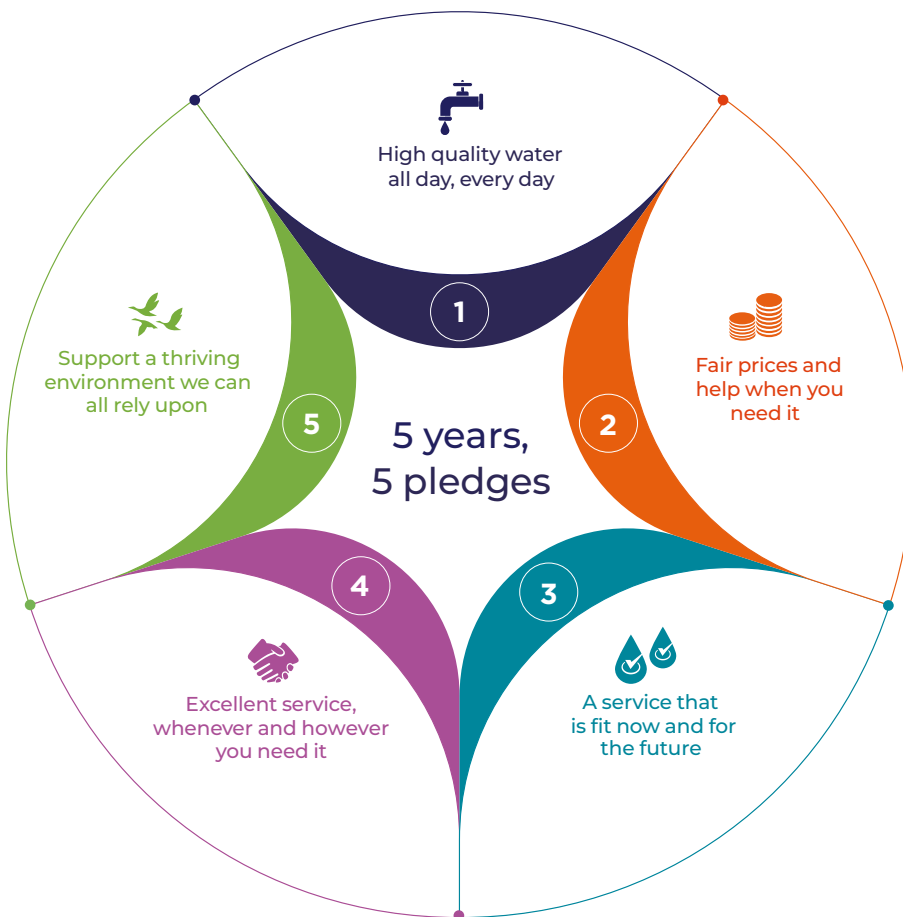 High quality water
all day, every day
1
2
Fair prices and
help when you
need it
3
A service that
is fit now and for
the future
4
Excellent service,
whenever and however
you need it
5
Support a thriving
environment we can
all rely upon
5 years,
5 pledges